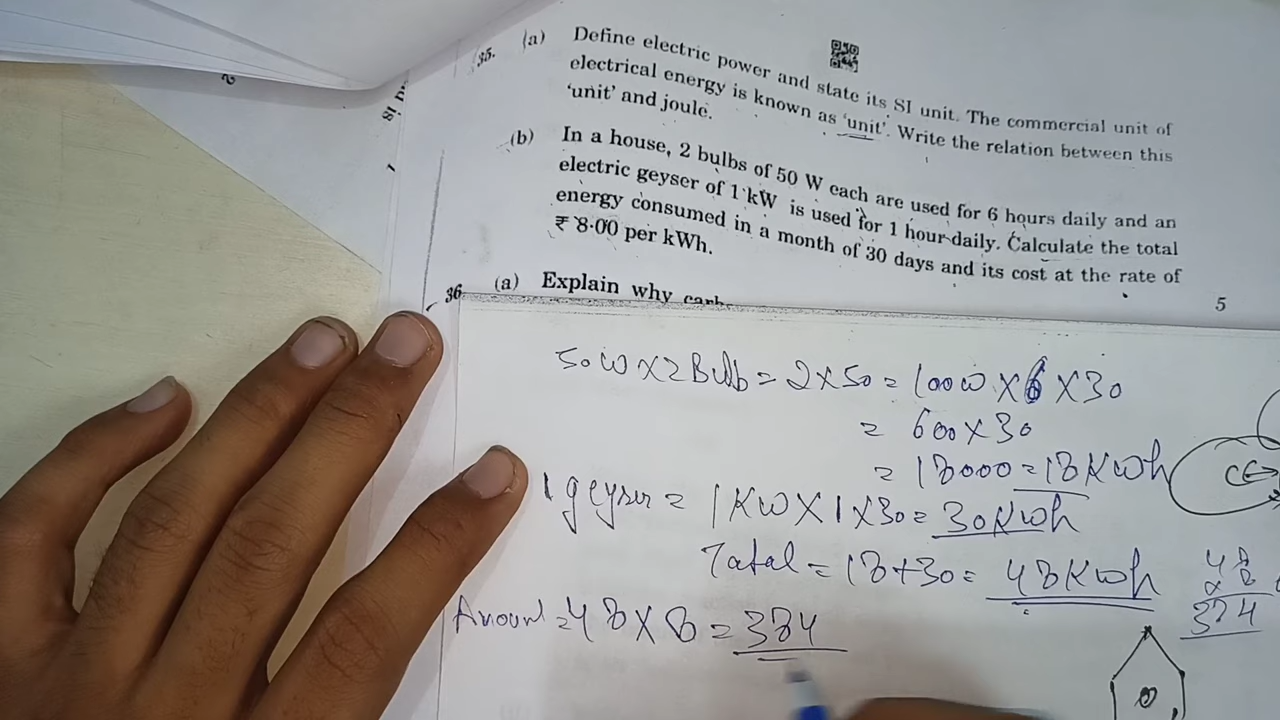 35. (a) Define electric power and state its SI unit. The commercial unit of
electrical energy is known as 'unit'. Write the relation between this
'unit' and joule.
(b) In a house, 2 bulbs of 50 W each are used for 6 hours daily and an
electric geyser of 1 kW is used for 1 hour daily. Calculate the total
energy consumed in a month of 30 days and its cost at the rate of
₹ 8·00 per kWh.
5
36. (a) Explain why carb
50W×2Bulb=2×50=100W×6×30
= 600×30
= 18000=18KWh
1 geyser = 1KW×1×30=30KWh
Total = 18+30= 48KWh
Amount=48×8=384
48
×8
384